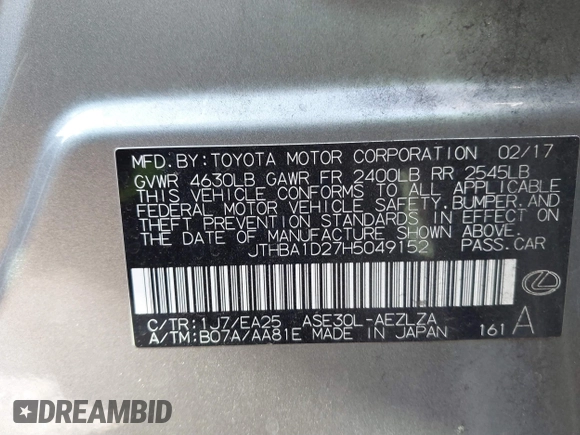 MFD.BY:TOYOTA MOTOR CORPORATION 02/17
GVWR 4630LB GAWR FR 2400LB RR 2545LB
THIS VEHICLE CONFORMS TO ALL APPLICABLE
FEDERAL MOTOR VEHICLE SAFETY,BUMPER,AND
THEFT PREVENTION STANDARDS IN EFFECT ON
THE DATE OF MANUFACTURE SHOWN ABOVE.
JTHBA1D27H5049152 PASS.CAR
C/TR:1J7/EA25 ASE30L-AEZLZA
A/TM:B07A/AA81E MADE IN JAPAN 161 A
DREAMBID